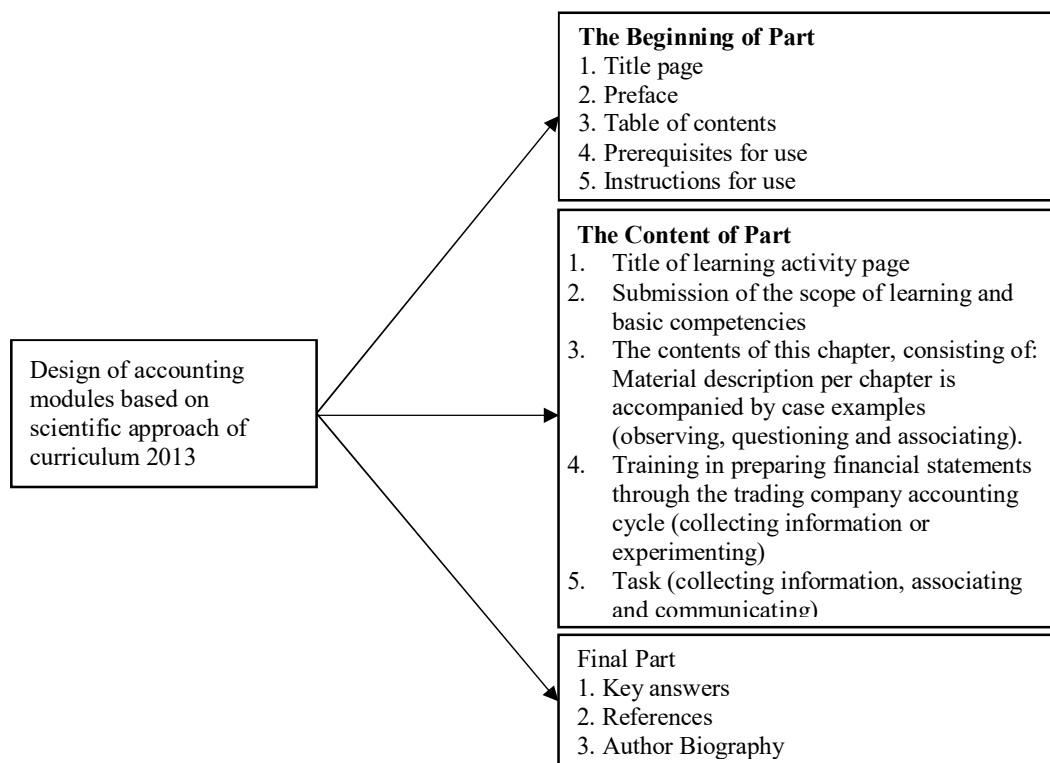 The Beginning of Part
1. Title page
2. Preface
3. Table of contents
4. Prerequisites for use
5. Instructions for use
The Content of Part
1. Title of learning activity page
2. Submission of the scope of learning and
basic competencies
3. The contents of this chapter, consisting of:
Material description per chapter is
accompanied by case examples
(observing, questioning and associating).
4. Training in preparing financial statements
through the trading company accounting
cycle (collecting information or
experimenting)
5. Task (collecting information, associating
and communicating)
Design of accounting
modules based on
scientific approach of
curriculum 2013
Final Part
1. Key answers
2. References
3. Author Biography